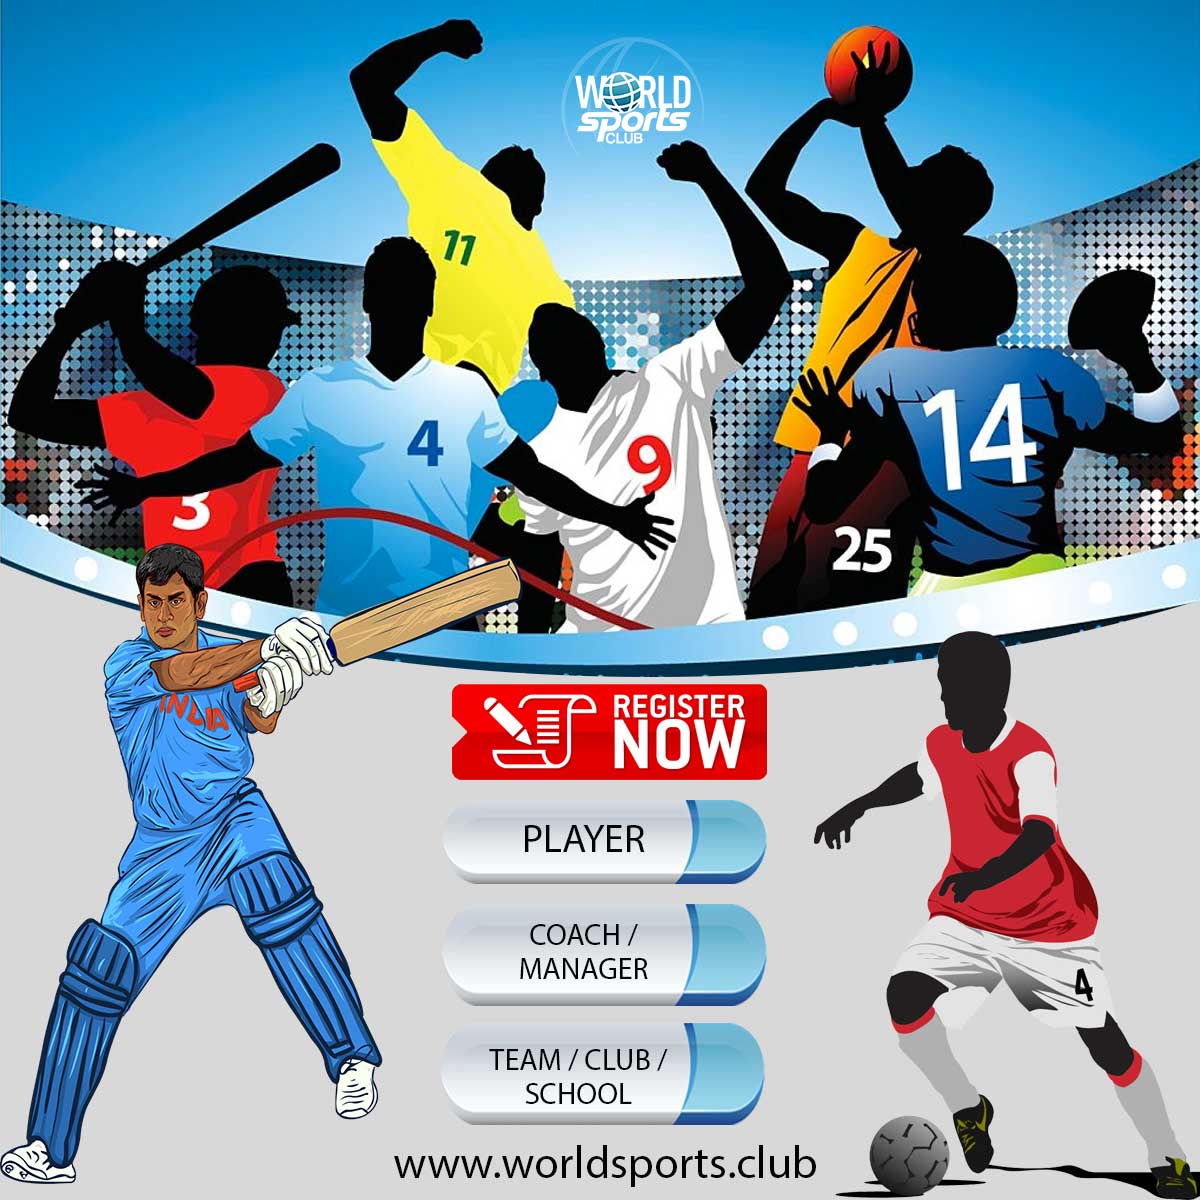 WORLD
sports
CLUB
11
4
3
9
14
25
INDIA
REGISTER
NOW
PLAYER
COACH /
MANAGER
TEAM / CLUB /
SCHOOL
4
www.worldsports.club